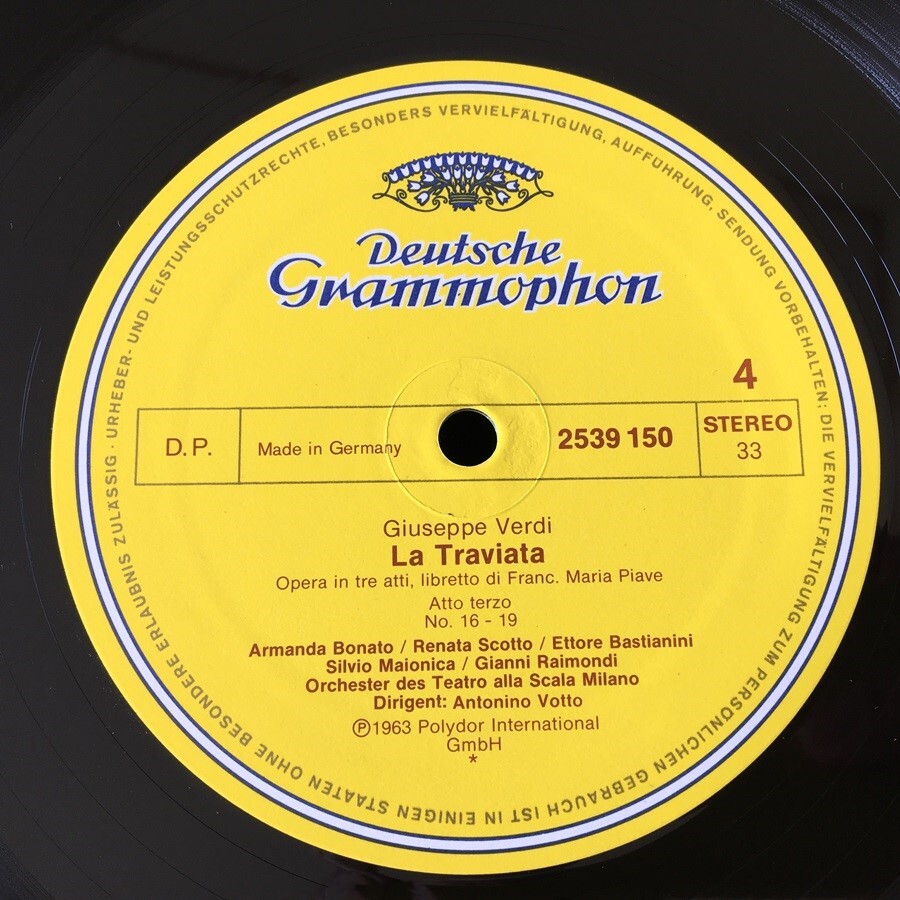 URHEBER- UND LEISTUNGSSCHUTZRECHTE, BESONDERS VERVIELFÄLTIGUNG, AUFFÜHRUNG, SENDUNG VORBEHALTEN: DIE VERVIELFÄLTIGUNG ZUM PERSÖNLICHEN GEBRAUCH IST IN EINIGEN STAATEN OHNE BESONDERE ERLAUBNIS ZULÄSSIG ·
Deutsche
Grammophon
4
D.P.
Made in Germany
2539 150
STEREO
33
Giuseppe Verdi
La Traviata
Opera in tre atti, libretto di Franc. Maria Piave
Atto terzo
No. 16 - 19
Armanda Bonato / Renata Scotto / Ettore Bastianini
Silvio Maionica / Gianni Raimondi
Orchester des Teatro alla Scala Milano
Dirigent: Antonino Votto
Ⓟ1963 Polydor International
GmbH
*